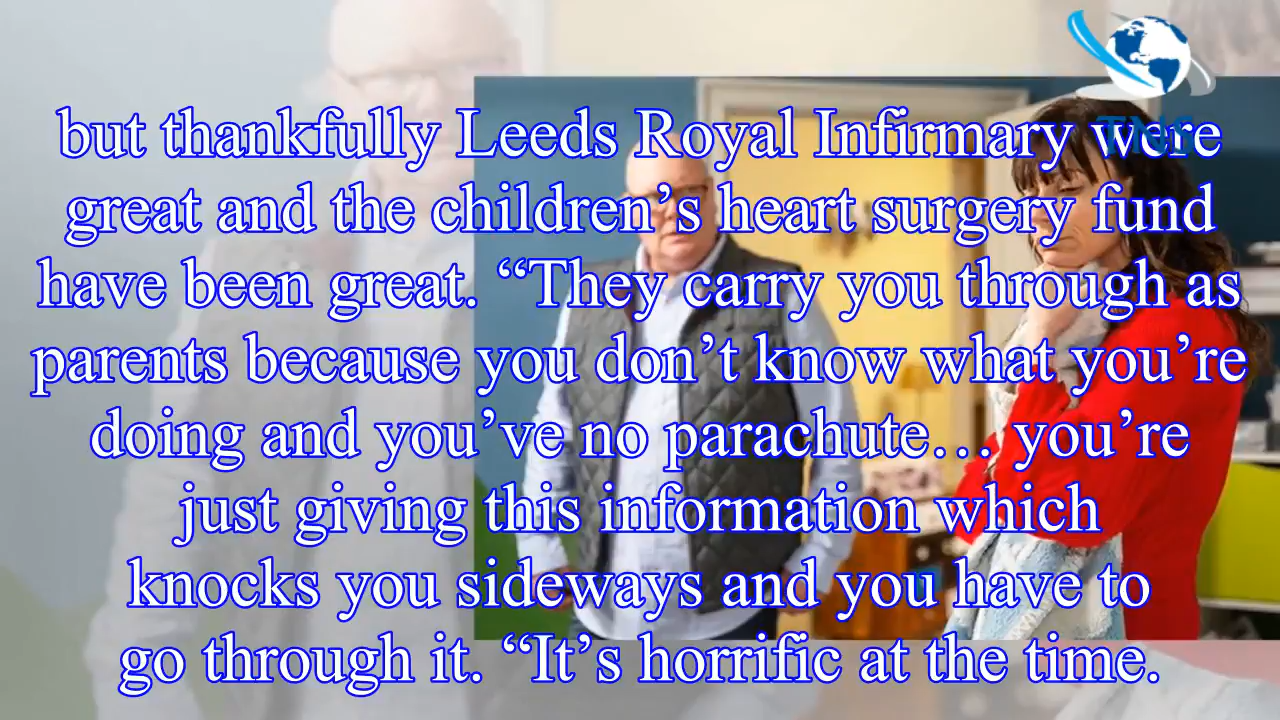 TNS
but thankfully Leeds Royal Infirmary were
great and the children’s heart surgery fund
have been great. “They carry you through as
parents because you don’t know what you’re
doing and you’ve no parachute… you’re
just giving this information which
knocks you sideways and you have to
go through it. “It’s horrific at the time.